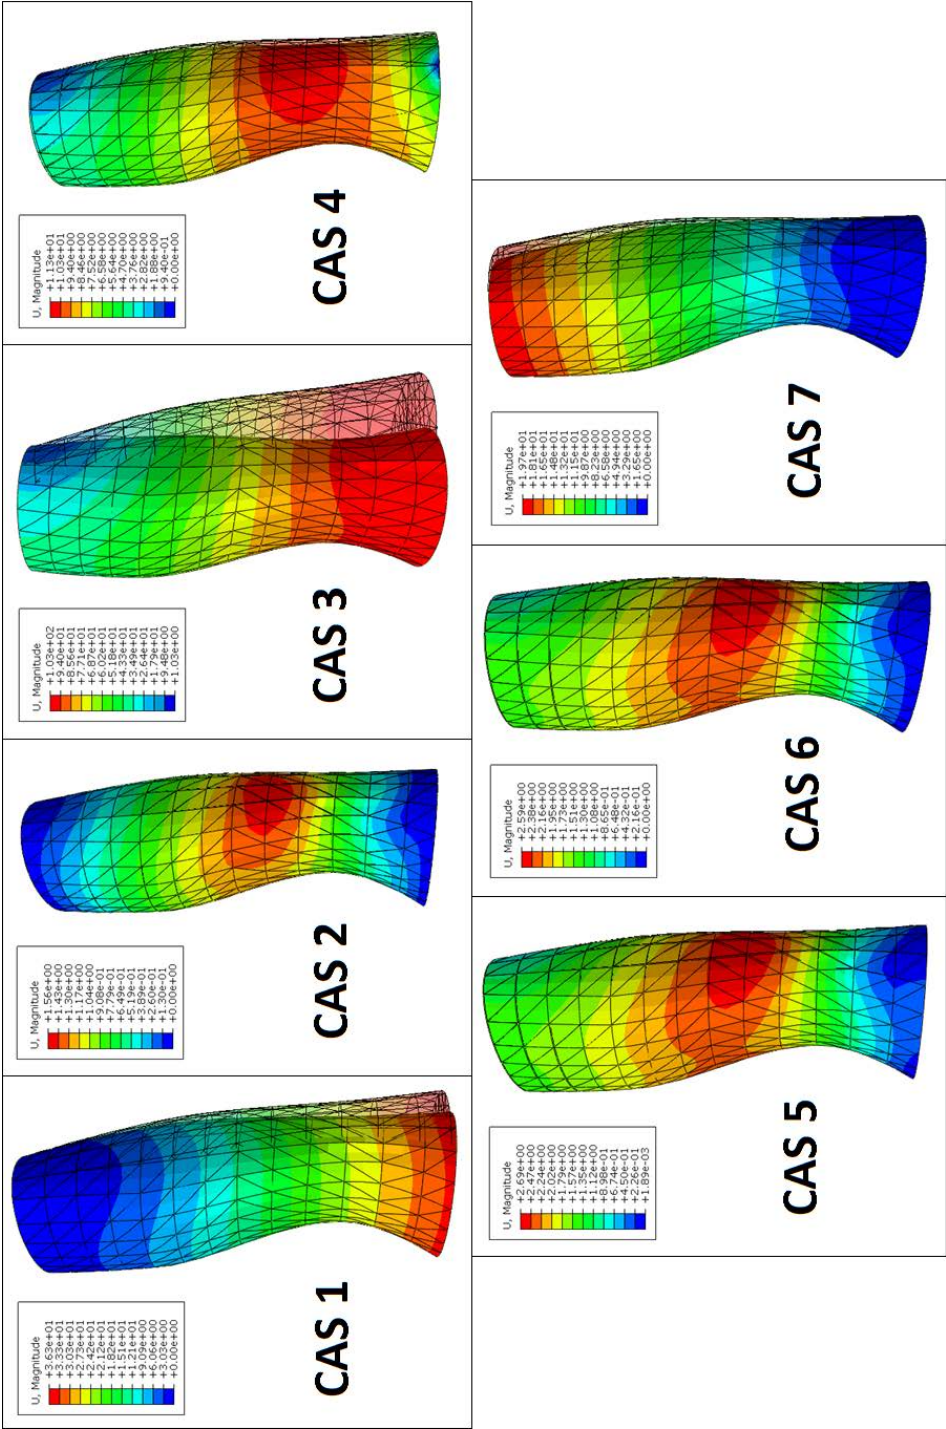 U, Magnitude
+3.63e+01
+3.33e+01
+3.03e+01
+2.73e+01
+2.42e+01
+2.12e+01
+1.82e+01
+1.51e+01
+1.21e+01
+9.09e+00
+6.06e+00
+3.03e+00
+0.00e+00
CAS 1
U, Magnitude
+1.56e+00
+1.43e+00
+1.30e+00
+1.17e+00
+1.04e+00
+9.08e-01
+7.79e-01
+6.49e-01
+5.19e-01
+3.89e-01
+2.60e-01
+1.30e-01
+0.00e+00
CAS 2
U, Magnitude
+1.03e+02
+9.40e+01
+8.56e+01
+7.71e+01
+6.87e+01
+6.02e+01
+5.18e+01
+4.33e+01
+3.49e+01
+2.64e+01
+1.79e+01
+9.48e+00
+1.03e+00
CAS 3
U, Magnitude
+1.13e+01
+1.03e+01
+9.40e+00
+8.46e+00
+7.52e+00
+6.58e+00
+5.64e+00
+4.70e+00
+3.76e+00
+2.82e+00
+1.88e+00
+9.40e-01
+0.00e+00
CAS 4
U, Magnitude
+2.69e+00
+2.47e+00
+2.24e+00
+2.02e+00
+1.79e+00
+1.57e+00
+1.35e+00
+1.12e+00
+8.98e-01
+6.74e-01
+4.50e-01
+2.26e-01
+1.89e-03
CAS 5
U, Magnitude
+2.59e+00
+2.38e+00
+2.16e+00
+1.95e+00
+1.73e+00
+1.51e+00
+1.30e+00
+1.08e+00
+8.65e-01
+6.48e-01
+4.32e-01
+2.16e-01
+0.00e+00
CAS 6
U, Magnitude
+1.97e+01
+1.81e+01
+1.65e+01
+1.48e+01
+1.32e+01
+1.15e+01
+9.87e+00
+8.23e+00
+6.58e+00
+4.94e+00
+3.29e+00
+1.65e+00
+0.00e+00
CAS 7